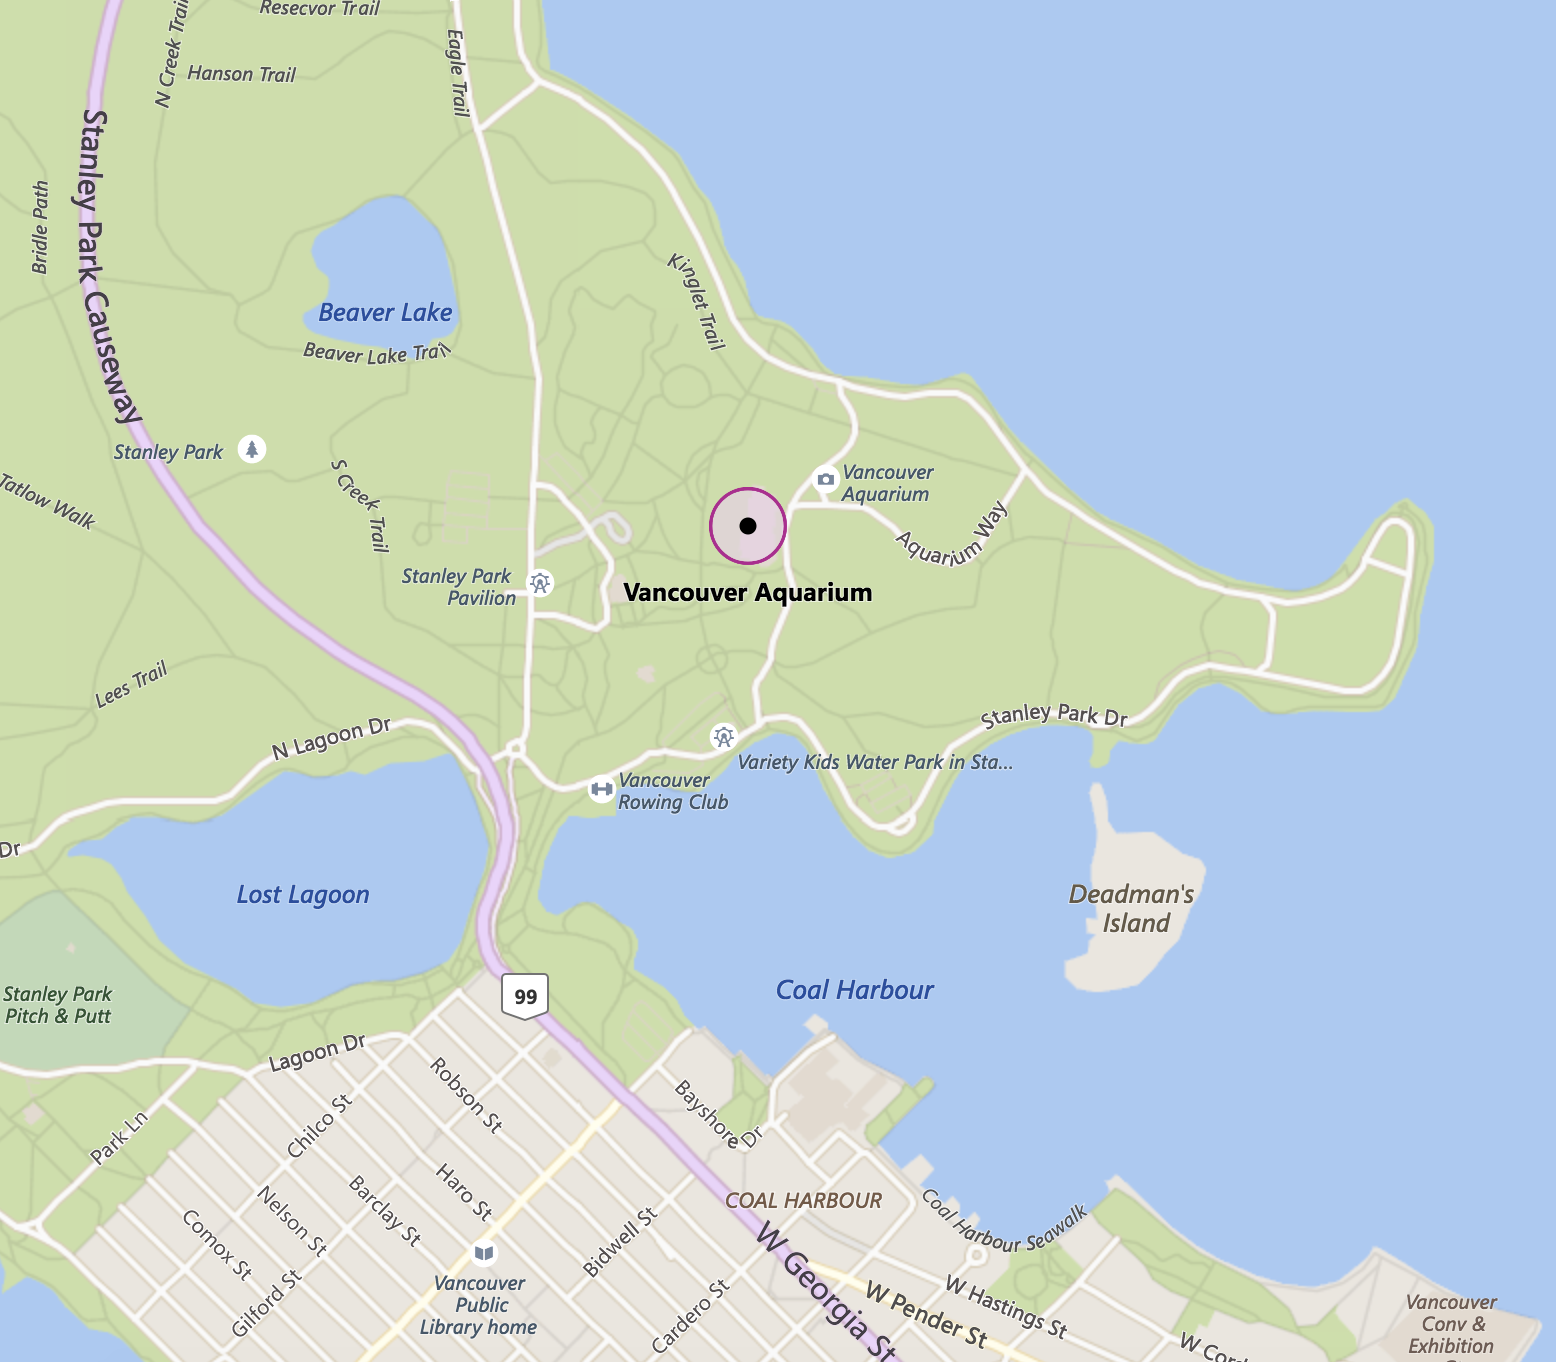 Resecvor Trail
N Creek Trail
Hanson Trail
Eagle Trail
Stanley Park Causeway
Bridle Path
Kinglet Trail
Beaver Lake
Beaver Lake Trail
Stanley Park
Tatlow Walk
S Creek Trail
Vancouver
Aquarium
Aquarium Way
Stanley Park
Pavilion
Vancouver Aquarium
Lees Trail
N Lagoon Dr
Stanley Park Dr
Variety Kids Water Park in Sta...
Vancouver
Rowing Club
Dr
Lost Lagoon
Deadman's
Island
Coal Harbour
99
Stanley Park
Pitch & Putt
Lagoon Dr
Robson St
Bayshore Dr
Chilco St
Park Ln
Haro St
Barclay St
Nelson St
Comox St
Gilford St
COAL HARBOUR
Coal Harbour Seawalk
Bidwell St
W Georgia St
Vancouver
Public
Library home
Cardero St
W Pender St
W Hastings St
Vancouver
Conv &
Exhibition
W